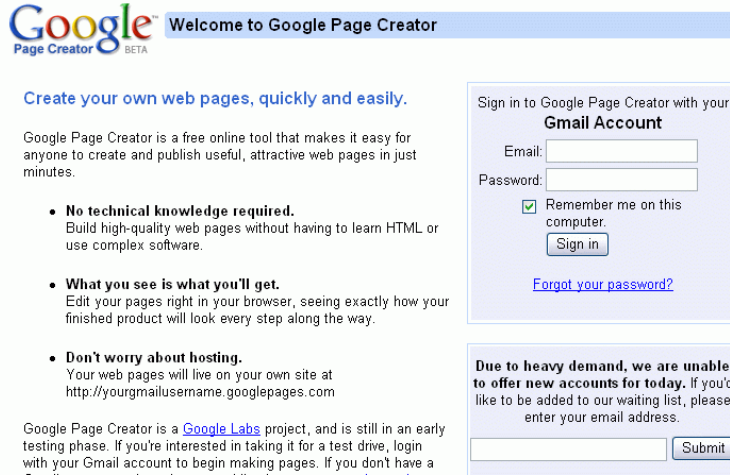 Google™
Page Creator BETA
Welcome to Google Page Creator
Create your own web pages, quickly and easily.
Google Page Creator is a free online tool that makes it easy for
anyone to create and publish useful, attractive web pages in just
minutes.
• No technical knowledge required.
Build high-quality web pages without having to learn HTML or
use complex software.
• What you see is what you'll get.
Edit your pages right in your browser, seeing exactly how your
finished product will look every step along the way.
• Don't worry about hosting.
Your web pages will live on your own site at
http://yourgmailusername.googlepages.com
Google Page Creator is a Google Labs project, and is still in an early
testing phase. If you're interested in taking it for a test drive, login
with your Gmail account to begin making pages. If you don't have a
Sign in to Google Page Creator with your
Gmail Account
Email:
Password:
Remember me on this
computer.
Sign in
Forgot your password?
Due to heavy demand, we are unable
to offer new accounts for today. If you'd
like to be added to our waiting list, please
enter your email address.
Submit